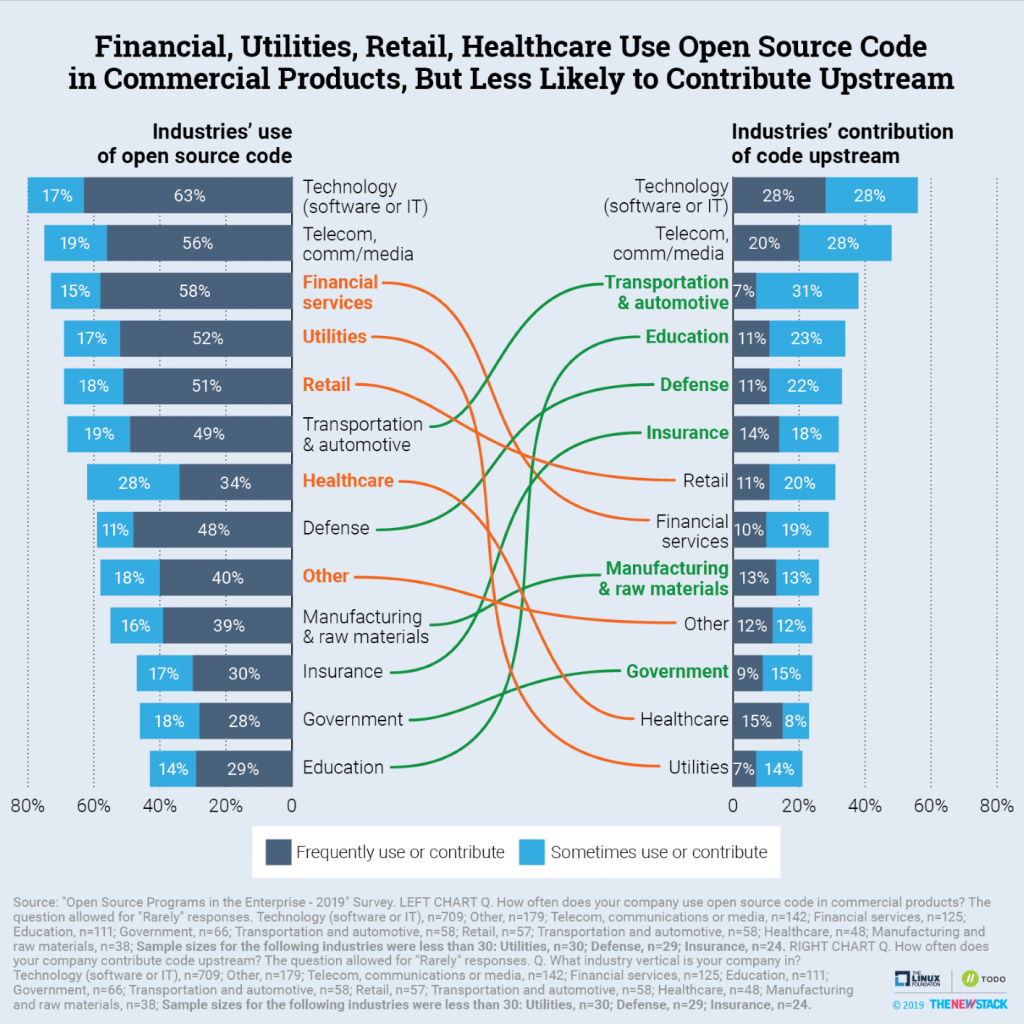 Financial, Utilities, Retail, Healthcare Use Open Source Code
in Commercial Products, But Less Likely to Contribute Upstream
Industries’ use
of open source code
17% 63%
19% 56%
15% 58%
17% 52%
18% 51%
19% 49%
28% 34%
11% 48%
18% 40%
16% 39%
17% 30%
18% 28%
14% 29%
80% 60% 40% 20% 0
Technology
(software or IT)
Telecom,
comm/media
Financial
services
Utilities
Retail
Transportation
& automotive
Healthcare
Defense
Other
Manufacturing
& raw materials
Insurance
Government
Education
Industries’ contribution
of code upstream
Technology
(software or IT)
28% 28%
Telecom,
comm/media
20% 28%
Transportation
& automotive
7% 31%
Education
11% 23%
Defense
11% 22%
Insurance
14% 18%
Retail
11% 20%
Financial
services
10% 19%
Manufacturing
& raw materials
13% 13%
Other
12% 12%
Government
9% 15%
Healthcare
15% 8%
Utilities
7% 14%
0 20% 40% 60% 80%
Frequently use or contribute
Sometimes use or contribute
Source: "Open Source Programs in the Enterprise - 2019" Survey. LEFT CHART Q. How often does your company use open source code in commercial products? The
question allowed for "Rarely" responses. Technology (software or IT), n=709; Other, n=179; Telecom, communications or media, n=142; Financial services, n=125;
Education, n=111; Government, n=66; Transportation and automotive, n=58; Retail, n=57; Transportation and automotive, n=58; Healthcare, n=48; Manufacturing and
raw materials, n=38; Sample sizes for the following industries were less than 30: Utilities, n=30; Defense, n=29; Insurance, n=24. RIGHT CHART Q. How often does
your company contribute code upstream? The question allowed for "Rarely" responses. Q. What industry vertical is your company in?
Technology (software or IT), n=709; Other, n=179; Telecom, communications or media, n=142; Financial services, n=125; Education, n=111;
Government, n=66; Transportation and automotive, n=58; Retail, n=57; Transportation and automotive, n=58; Healthcare, n=48; Manufacturing
and raw materials, n=38; Sample sizes for the following industries were less than 30: Utilities, n=30; Defense, n=29; Insurance, n=24.
THE
LINUX
FOUNDATION
TODO
© 2019 THENEWSTACK